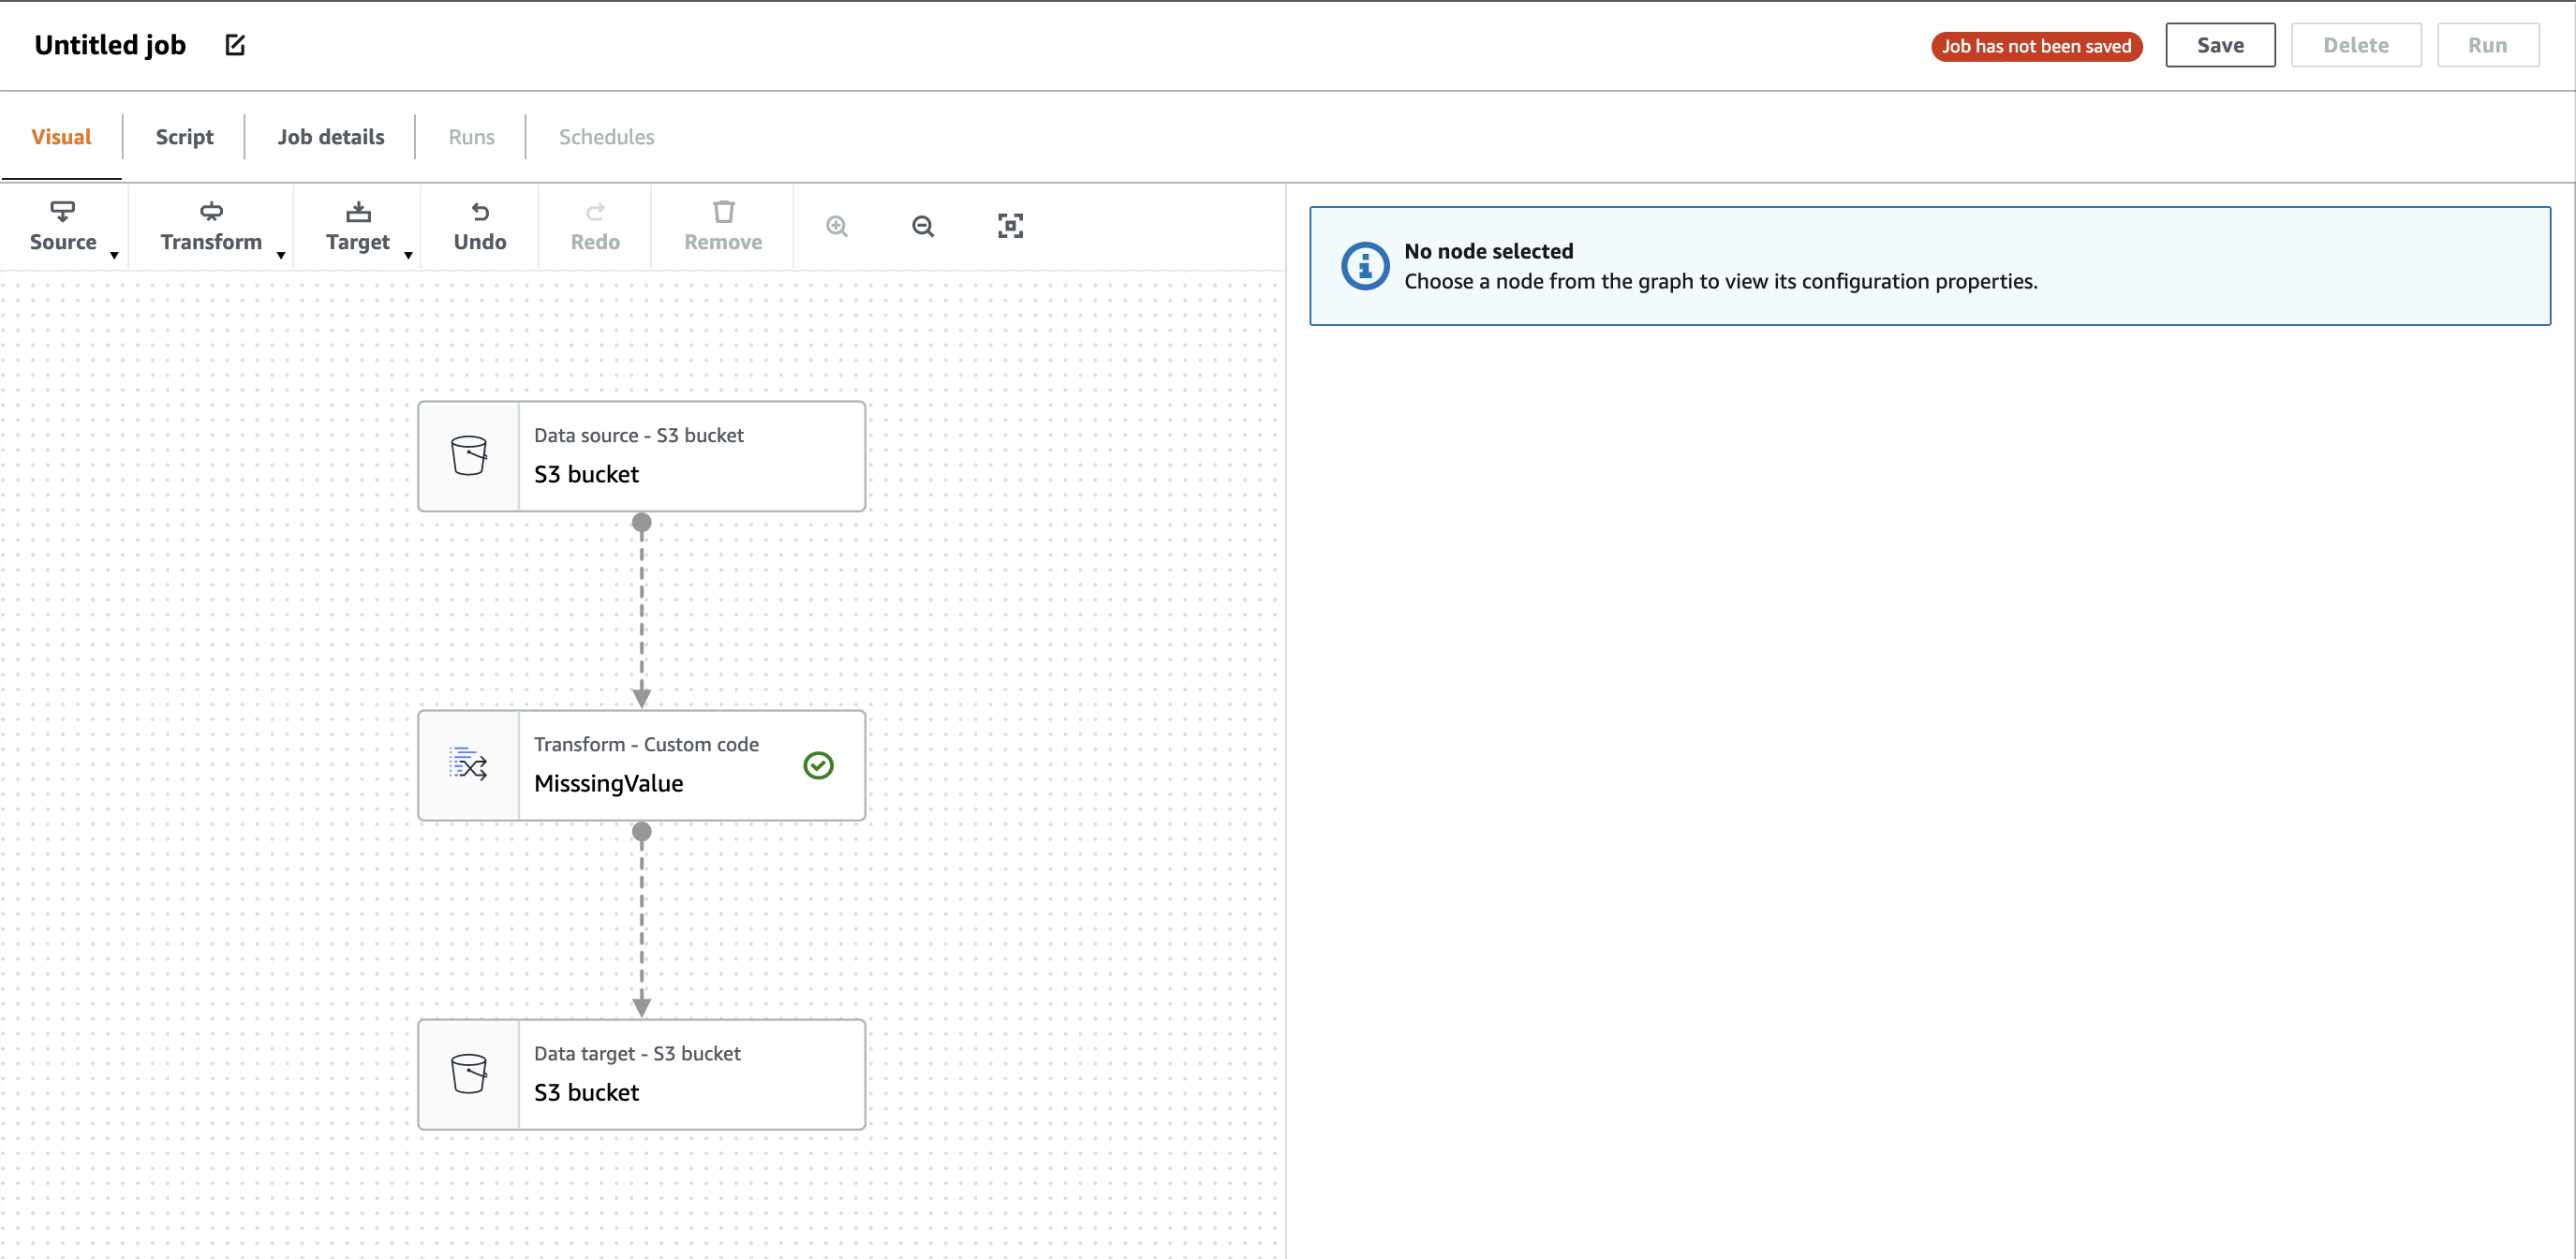 Untitled job
Job has not been saved
Save
Delete
Run
Visual
Script
Job details
Runs
Schedules
Source
Transform
Target
Undo
Redo
Remove
No node selected
Choose a node from the graph to view its configuration properties.
Data source - S3 bucket
S3 bucket
Transform - Custom code
MisssingValue
Data target - S3 bucket
S3 bucket